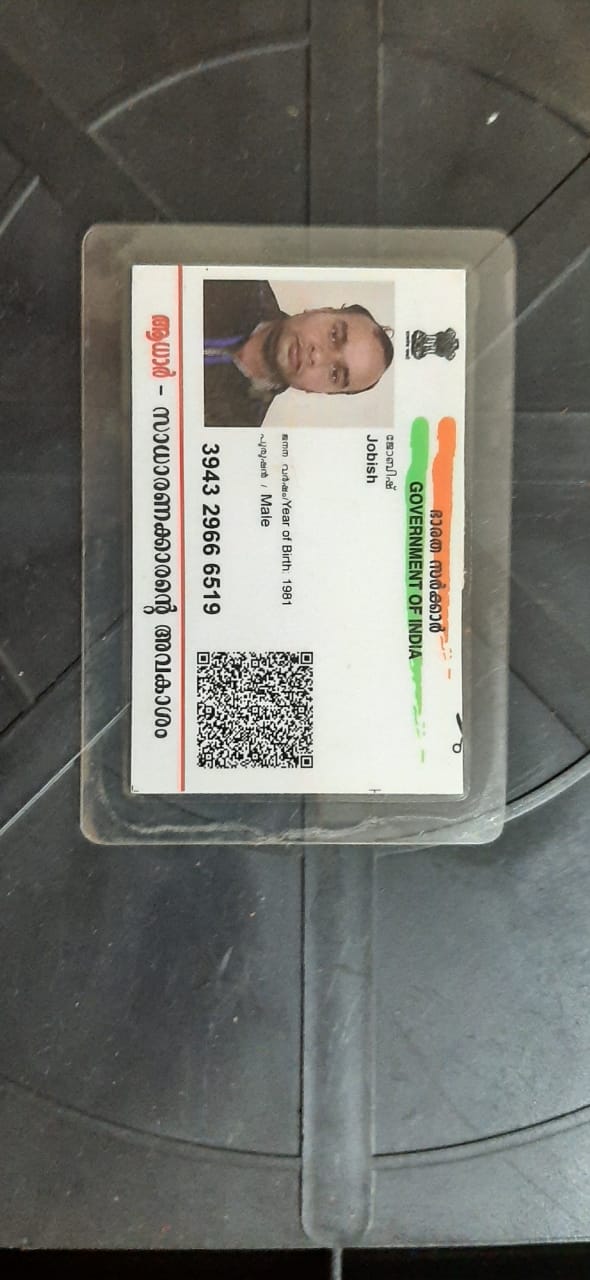 ഭാരത സർക്കാർ
GOVERNMENT OF INDIA
ജോബിഷ്
Jobish
ജനന വർഷം/Year of Birth: 1981
പുരുഷൻ / Male
3943 2966 6519
ആധാർ - സാധാരണക്കാരന്റെ അവകാശം